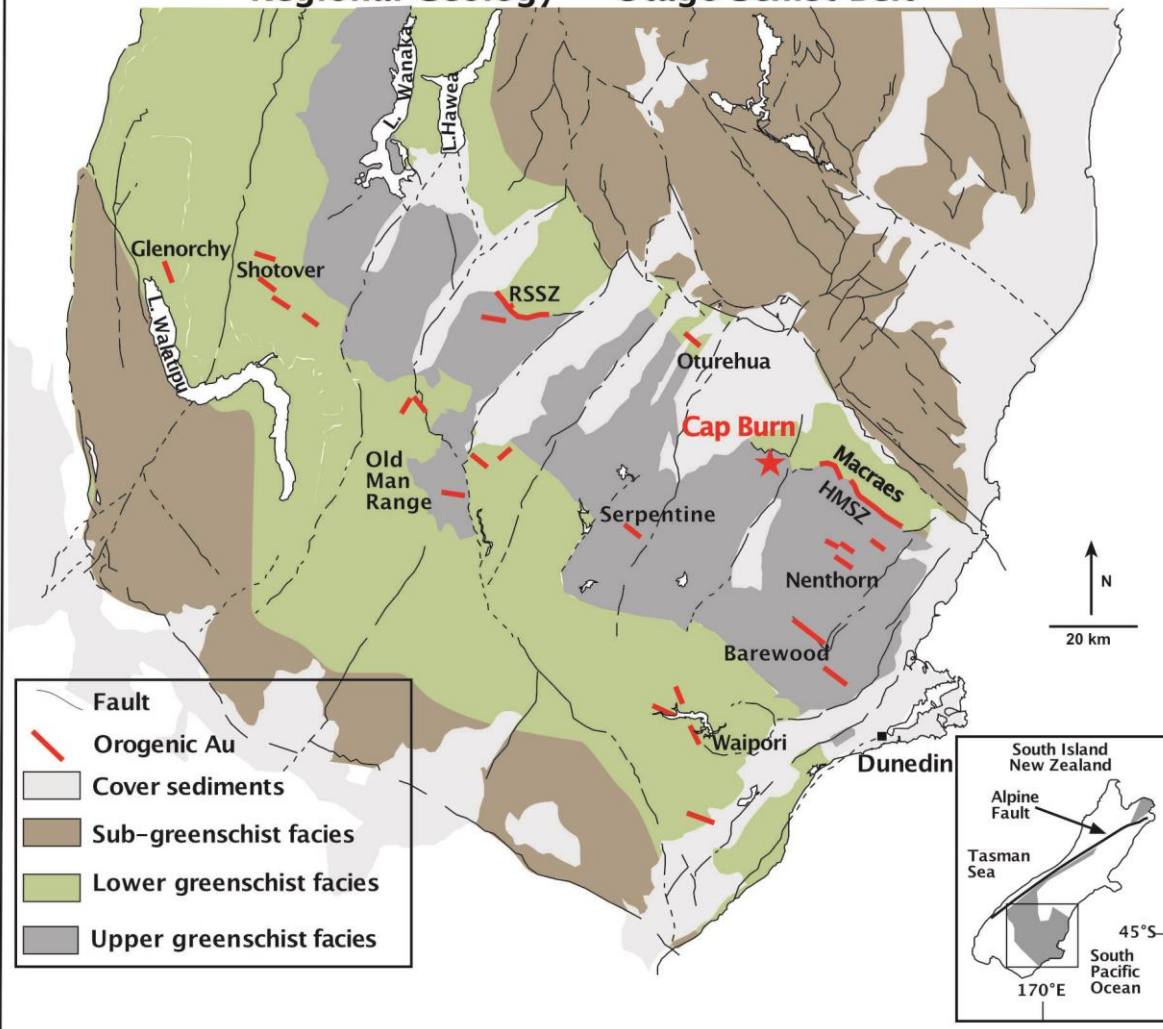 Regional Geology – Otago Schist Belt
L. Wanaka
L.Hawea
Glenorchy
Shotover
L. Wakatipu
RSSZ
Oturehua
Cap Burn
Macraes
HMSZ
Old
Man
Range
Serpentine
Nenthorn
N
20 km
Barewood
Waipori
Dunedin
Fault
Orogenic Au
Cover sediments
Sub-greenschist facies
Lower greenschist facies
Upper greenschist facies
South Island
New Zealand
Alpine
Fault
Tasman
Sea
45°S
South
Pacific
Ocean
170°E